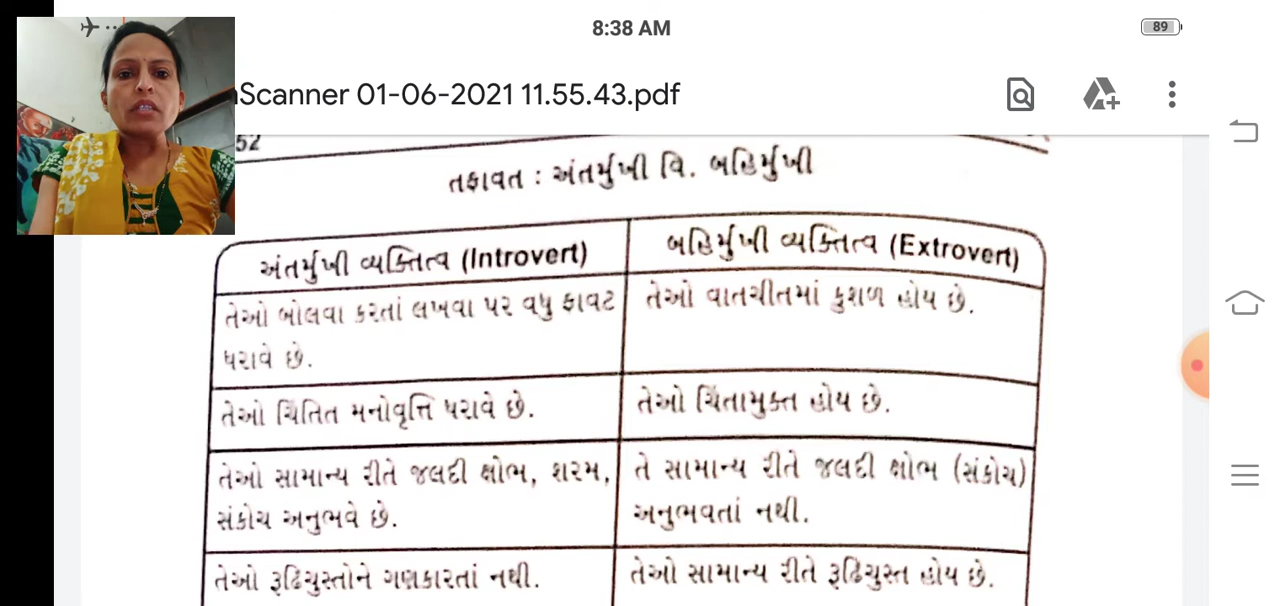 8:38 AM
89
Scanner 01-06-2021 11.55.43.pdf
52
તફાવત : અંતર્મુખી વિ. બહિર્મુખી
અંતર્મુખી વ્યક્તિત્વ (Introvert)
બહિર્મુખી વ્યક્તિત્વ (Extrovert)
તેઓ બોલવા કરતાં લખવા પર વધુ ફાવટ
ધરાવે છે.
તેઓ વાતચીતમાં કુશળ હોય છે.
તેઓ ચિંતિત મનોવૃત્તિ ધરાવે છે.
તેઓ ચિંતામુક્ત હોય છે.
તેઓ સામાન્ય રીતે જલદી ક્ષોભ, શરમ,
સંકોચ અનુભવે છે.
તે સામાન્ય રીતે જલદી ક્ષોભ (સંકોચ)
અનુભવતાં નથી.
તેઓ રૂઢિચુસ્તોને ગણકારતાં નથી.
તેઓ સામાન્ય રીતે રૂઢિચુસ્ત હોય છે.